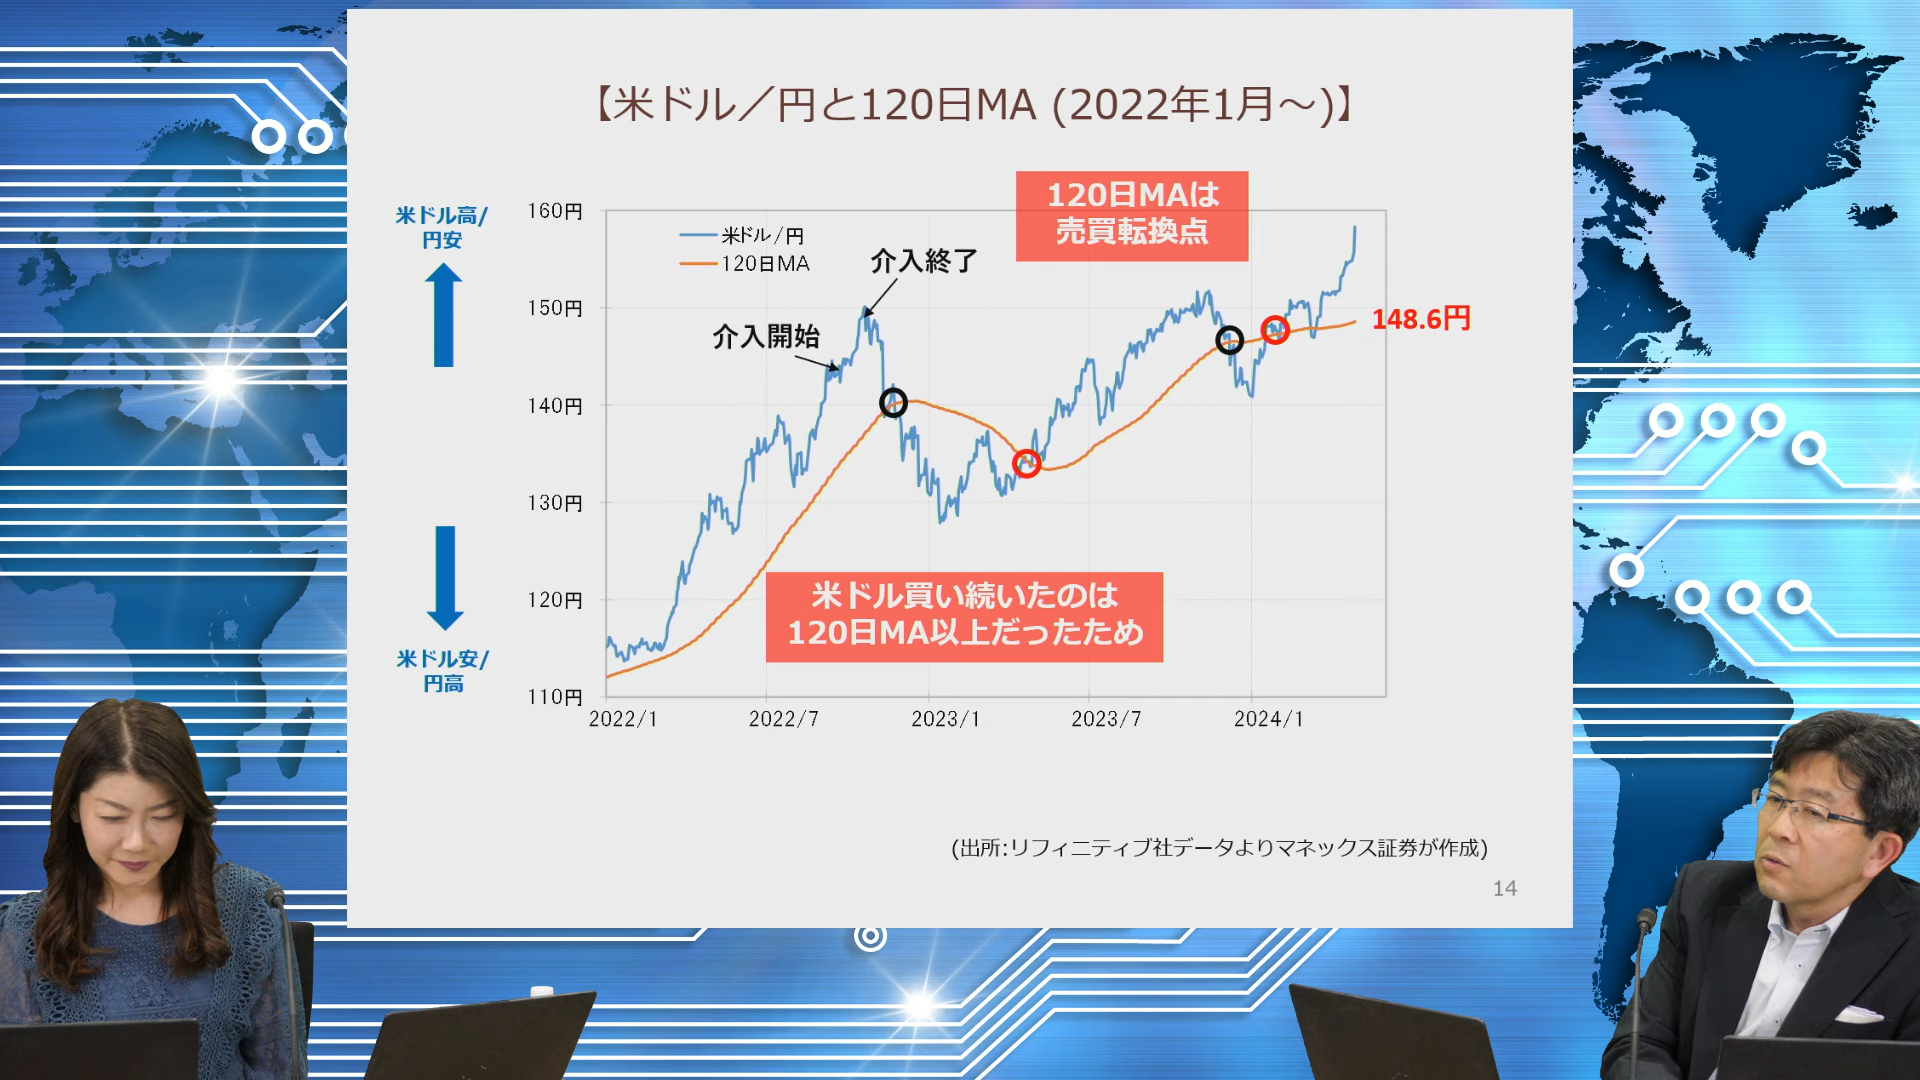 【米ドル／円と120日MA (2022年1月～)】
120日MAは
売買転換点
米ドル高/
円安
160円
150円
140円
130円
120円
110円
米ドル/円
120日MA
介入終了
介入開始
148.6円
米ドル買い続いたのは
120日MA以上だったため
米ドル安/
円高
2022/1
2022/7
2023/1
2023/7
2024/1
(出所:リフィニティブ社データよりマネックス証券が作成)
14